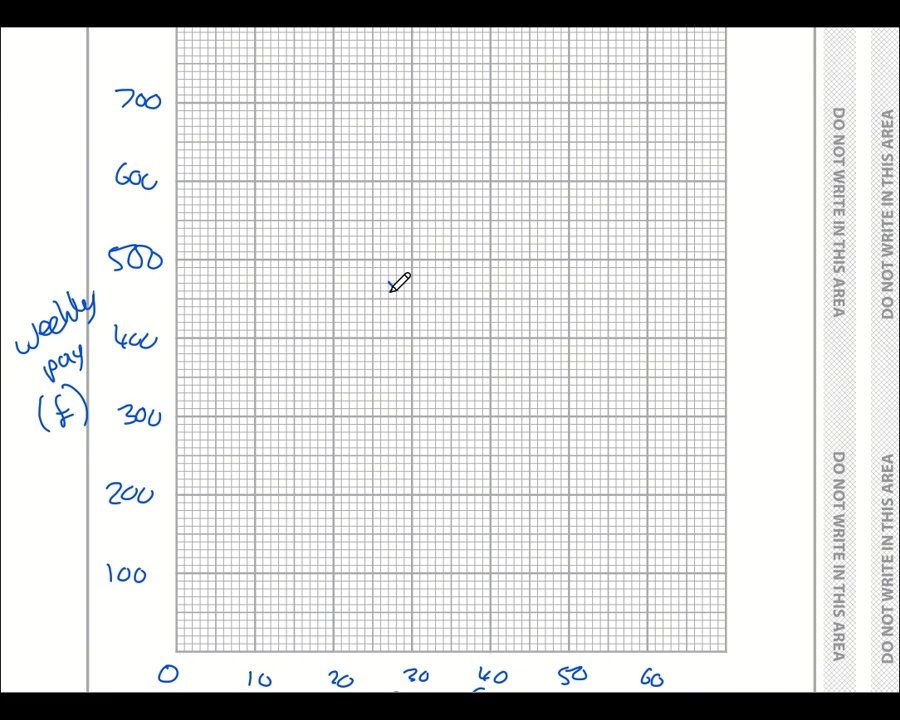 700
600
500
weekly
pay
(£)
400
300
200
100
0 10 20 30 40 50 60
DO NOT WRITE IN THIS AREA
DO NOT WRITE IN THIS AREA
DO NOT WRITE IN THIS AREA
DO NOT WRITE IN THIS AREA